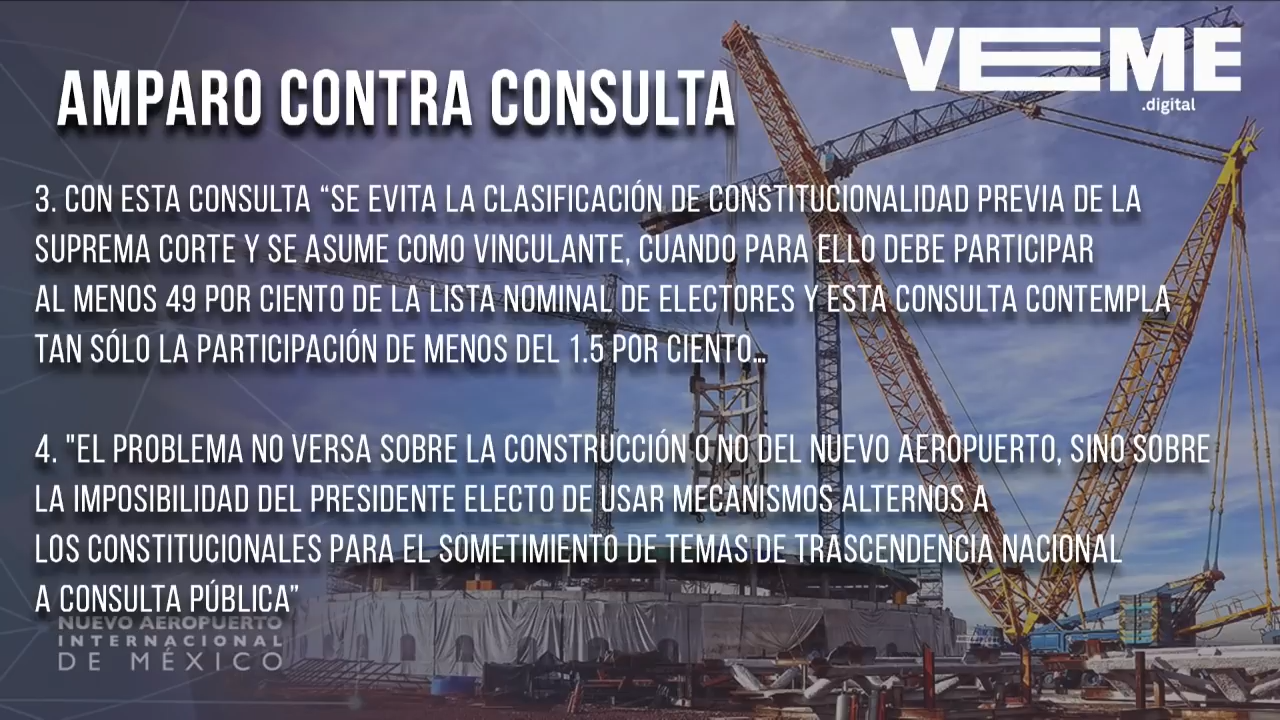 VEME
.digital
AMPARO CONTRA CONSULTA
3. CON ESTA CONSULTA “SE EVITA LA CLASIFICACIÓN DE CONSTITUCIONALIDAD PREVIA DE LA
SUPREMA CORTE Y SE ASUME COMO VINCULANTE, CUANDO PARA ELLO DEBE PARTICIPAR
AL MENOS 49 POR CIENTO DE LA LISTA NOMINAL DE ELECTORES Y ESTA CONSULTA CONTEMPLA
TAN SÓLO LA PARTICIPACIÓN DE MENOS DEL 1.5 POR CIENTO…
4. "EL PROBLEMA NO VERSA SOBRE LA CONSTRUCCIÓN O NO DEL NUEVO AEROPUERTO, SINO SOBRE
LA IMPOSIBILIDAD DEL PRESIDENTE ELECTO DE USAR MECANISMOS ALTERNOS A
LOS CONSTITUCIONALES PARA EL SOMETIMIENTO DE TEMAS DE TRASCENDENCIA NACIONAL
A CONSULTA PÚBLICA”
NUEVO AEROPUERTO
INTERNACIONAL
DE MÉXICO